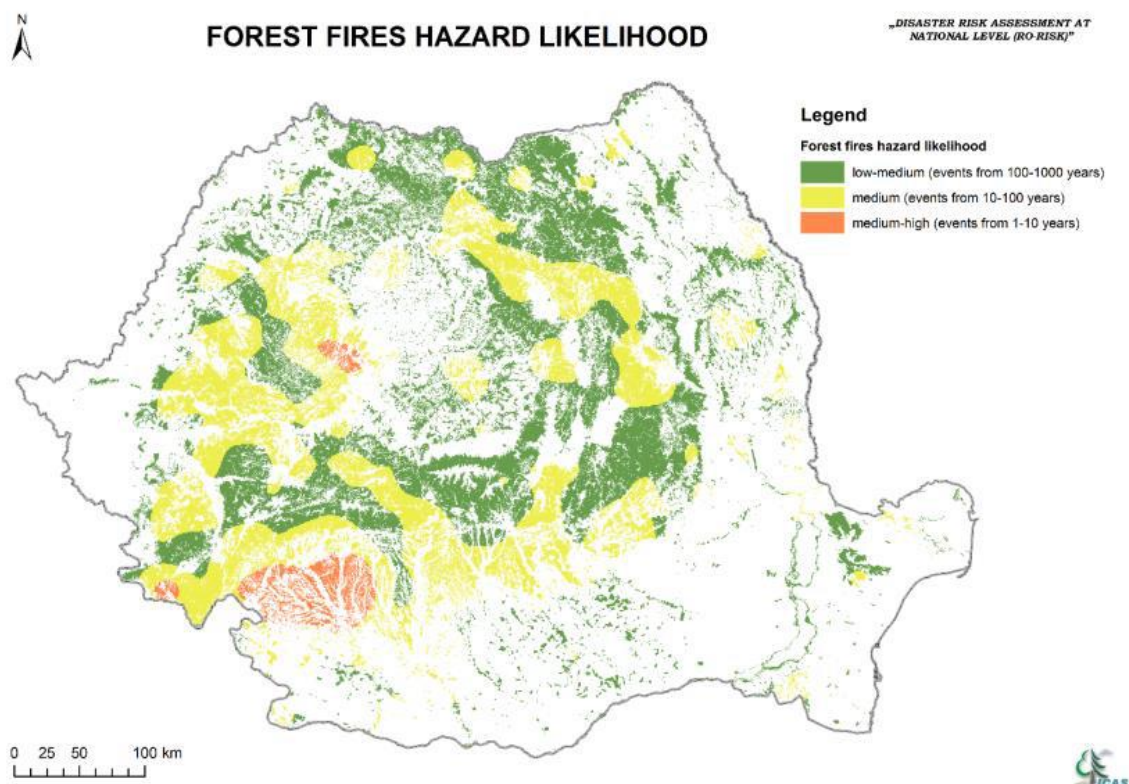 N
FOREST FIRES HAZARD LIKELIHOOD
„DISASTER RISK ASSESSMENT AT
NATIONAL LEVEL (RO-RISK)”
Legend
Forest fires hazard likelihood
low-medium (events from 100-1000 years)
medium (events from 10-100 years)
medium-high (events from 1-10 years)
0 25 50 100 km
ICAS